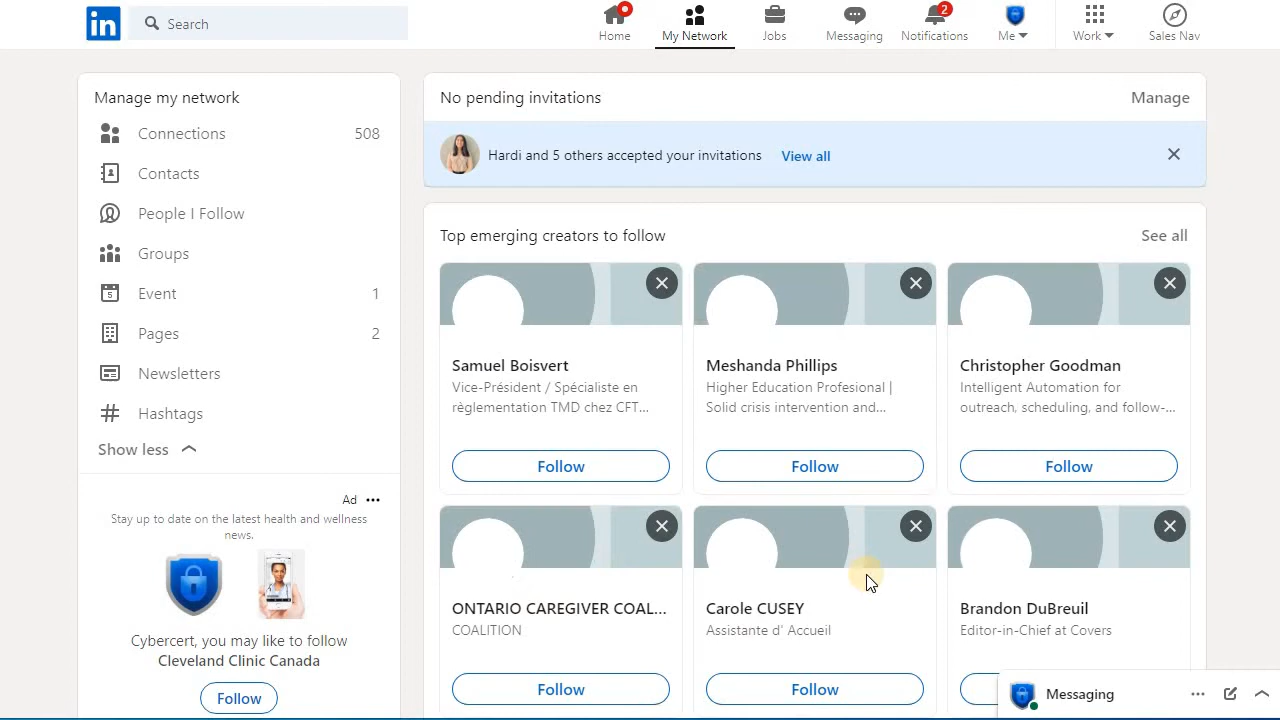 in
Search
Home
My Network
Jobs
Messaging
2
Notifications
Me
Work
Sales Nav
Manage my network
Connections 508
Contacts
People I Follow
Groups
5
Event 1
Pages 2
Newsletters
Hashtags
Show less
Ad
Stay up to date on the latest health and wellness
news.
Cybercert, you may like to follow
Cleveland Clinic Canada
Follow
No pending invitations Manage
Hardi and 5 others accepted your invitations View all
Top emerging creators to follow See all
Samuel Boisvert
Vice-Président / Spécialiste en
règlementation TMD chez CFT...
Follow
Meshanda Phillips
Higher Education Profesional |
Solid crisis intervention and...
Follow
Christopher Goodman
Intelligent Automation for
outreach, scheduling, and follow-...
Follow
ONTARIO CAREGIVER COAL...
COALITION
Follow
Carole CUSEY
Assistante d' Accueil
Follow
Brandon DuBreuil
Editor-in-Chief at Covers
Messaging